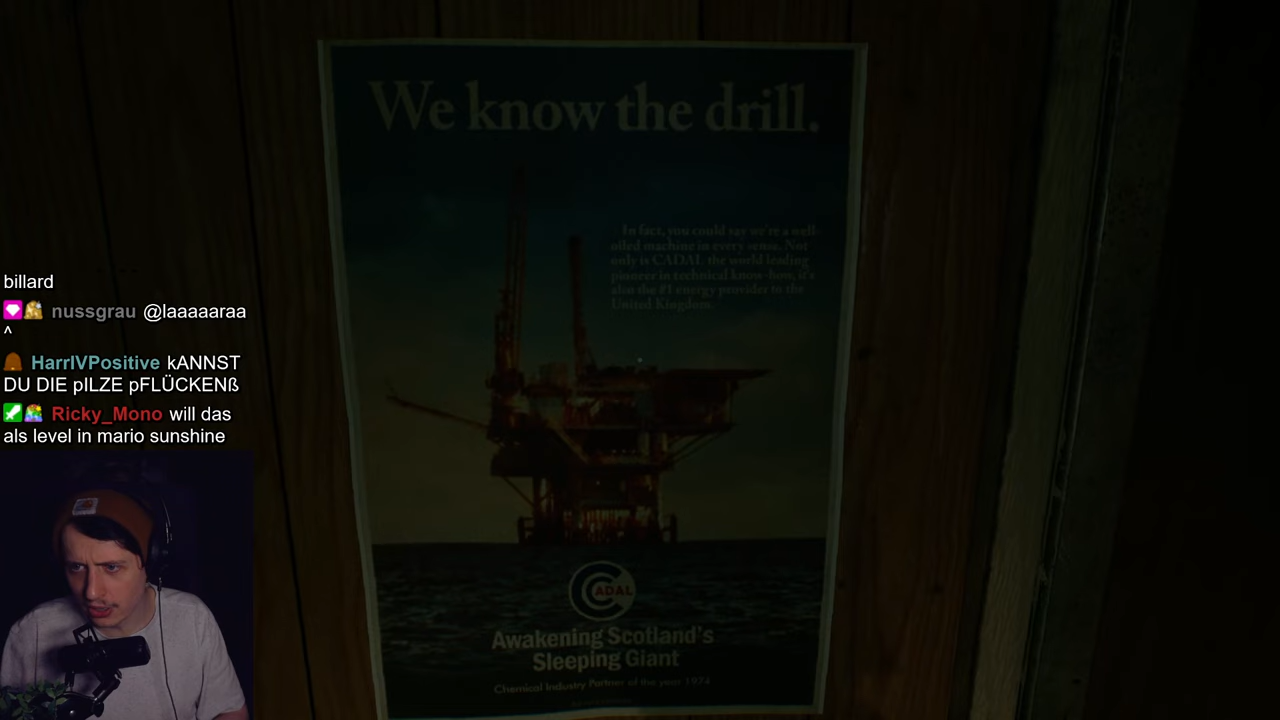 We know the drill.
In fact, you could say we're a well-
oiled machine in every sense. Not
only is CADAL the world leading
pioneer in technical know-how, it's
also the #1 energy provider to the
United Kingdom.
billard
nussgrau @laaaaaraa
^
HarrIVPositive kANNST
DU DIE pILZE pFLÜCKENß
Ricky_Mono will das
als level in mario sunshine
CADAL
Awakening Scotland's
Sleeping Giant
Chemical Industry Partner of the year 1974